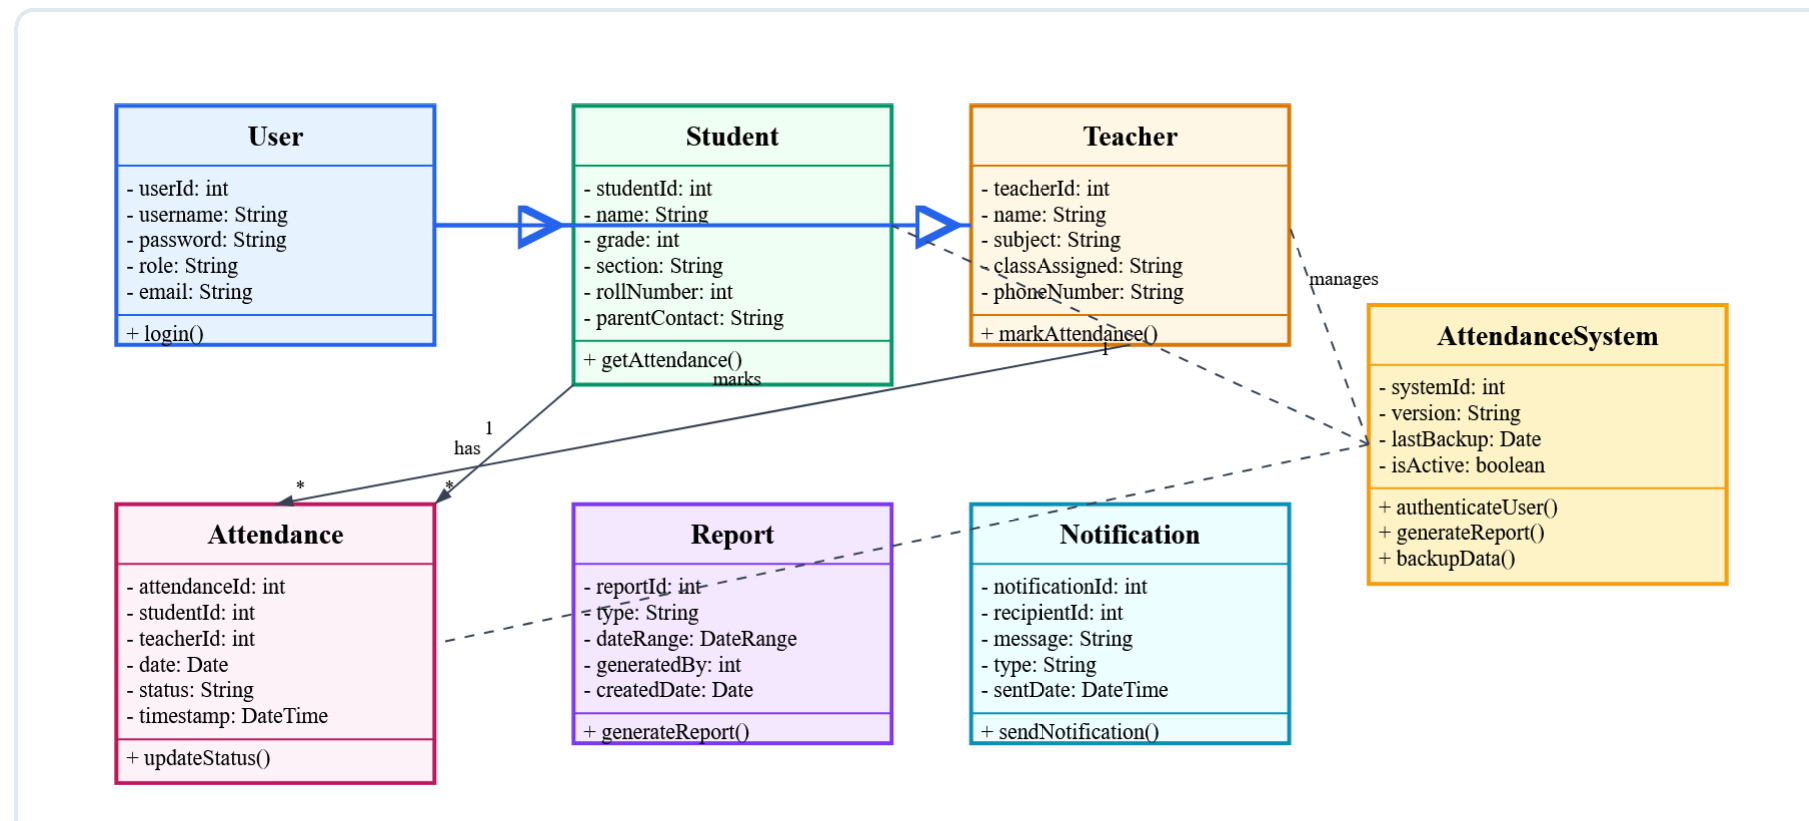 User
- userId: int
- username: String
- password: String
- role: String
- email: String
+ login()
Student
- studentId: int
- name: String
- grade: int
- section: String
- rollNumber: int
- parentContact: String
+ getAttendance()
Teacher
- teacherId: int
- name: String
- subject: String
- classAssigned: String
- phoneNumber: String
+ markAttendance()
manages
1
marks
1
has
*
*
AttendanceSystem
- systemId: int
- version: String
- lastBackup: Date
- isActive: boolean
+ authenticateUser()
+ generateReport()
+ backupData()
Attendance
- attendanceId: int
- studentId: int
- teacherId: int
- date: Date
- status: String
- timestamp: DateTime
+ updateStatus()
Report
- reportId: int
- type: String
- dateRange: DateRange
- generatedBy: int
- createdDate: Date
+ generateReport()
Notification
- notificationId: int
- recipientId: int
- message: String
- type: String
- sentDate: DateTime
+ sendNotification()